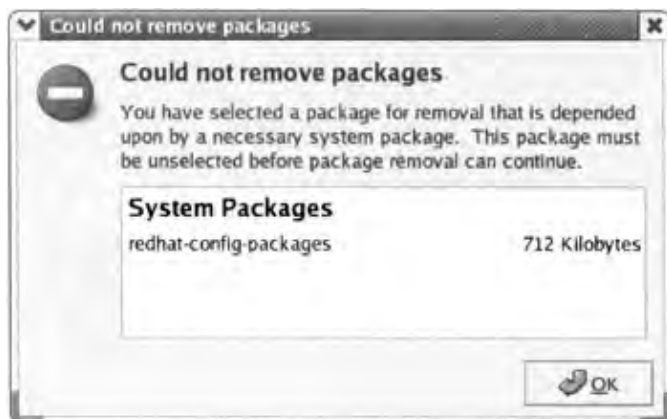 Could not remove packages
Could not remove packages
You have selected a package for removal that is depended
upon by a necessary system package. This package must
be unselected before package removal can continue.
System Packages
redhat-config-packages 712 Kilobytes
OK